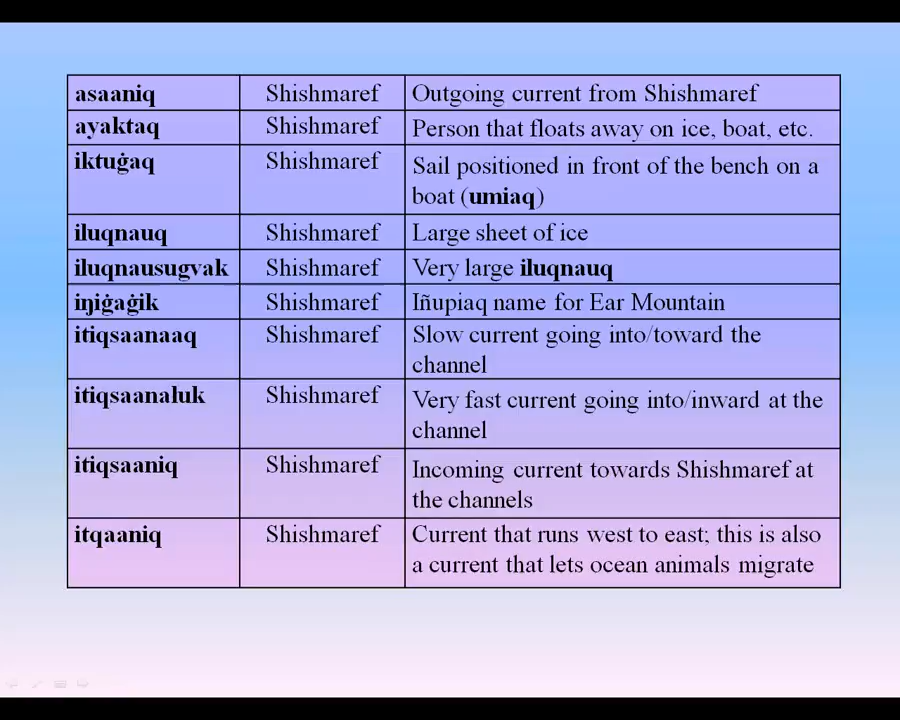 asaaniq Shishmaref Outgoing current from Shishmaref
ayaktaq Shishmaref Person that floats away on ice, boat, etc.
iktuġaq Shishmaref Sail positioned in front of the bench on a
boat (umiaq)
iluqnauq Shishmaref Large sheet of ice
iluqnausugvak Shishmaref Very large iluqnauq
iŋiġaġik Shishmaref Iñupiaq name for Ear Mountain
itiqsaanaaq Shishmaref Slow current going into/toward the
channel
itiqsaanałuk Shishmaref Very fast current going into/inward at the
channel
itiqsaaniq Shishmaref Incoming current towards Shishmaref at
the channels
itqaaniq Shishmaref Current that runs west to east; this is also
a current that lets ocean animals migrate